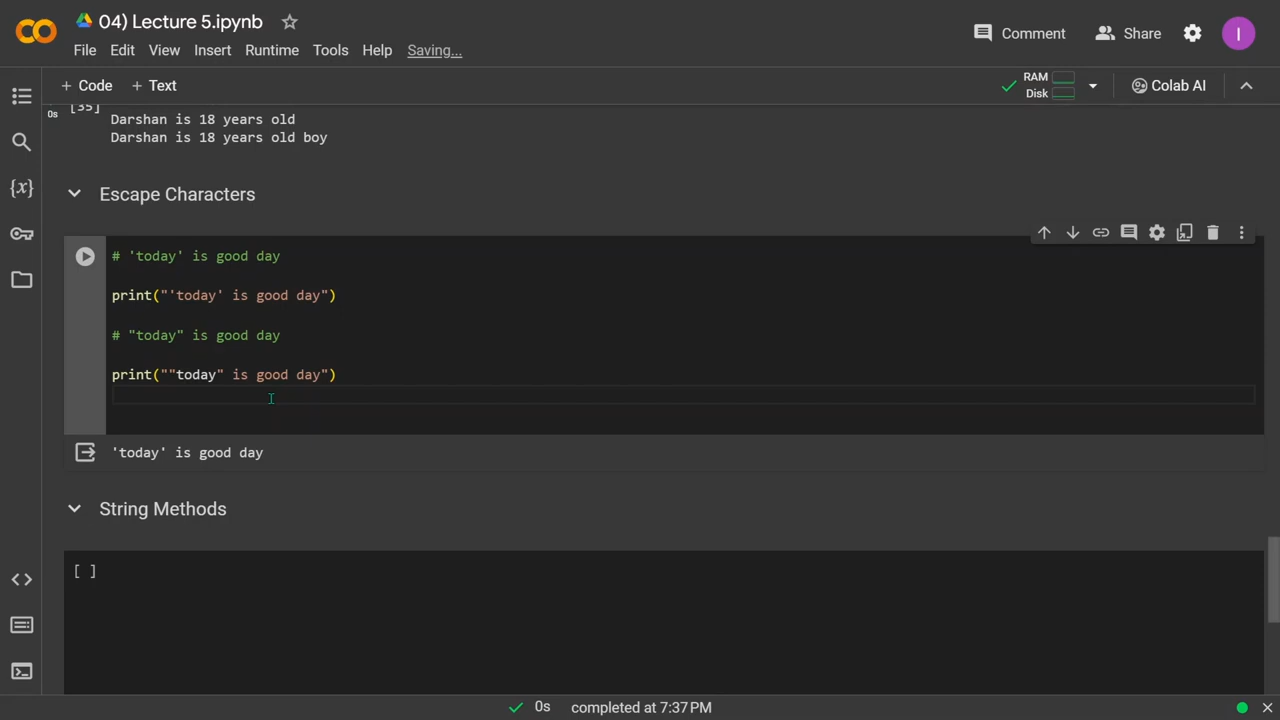 04) Lecture 5.ipynb
File Edit View Insert Runtime Tools Help Saving...
Comment Share I
+ Code + Text
RAM
Disk
Colab AI
[35]
0s
Darshan is 18 years old
Darshan is 18 years old boy
{x}
Escape Characters
# 'today' is good day
print("'today' is good day")
# "today" is good day
print(""today" is good day")
'today' is good day
String Methods
[ ]
0s completed at 7:37 PM